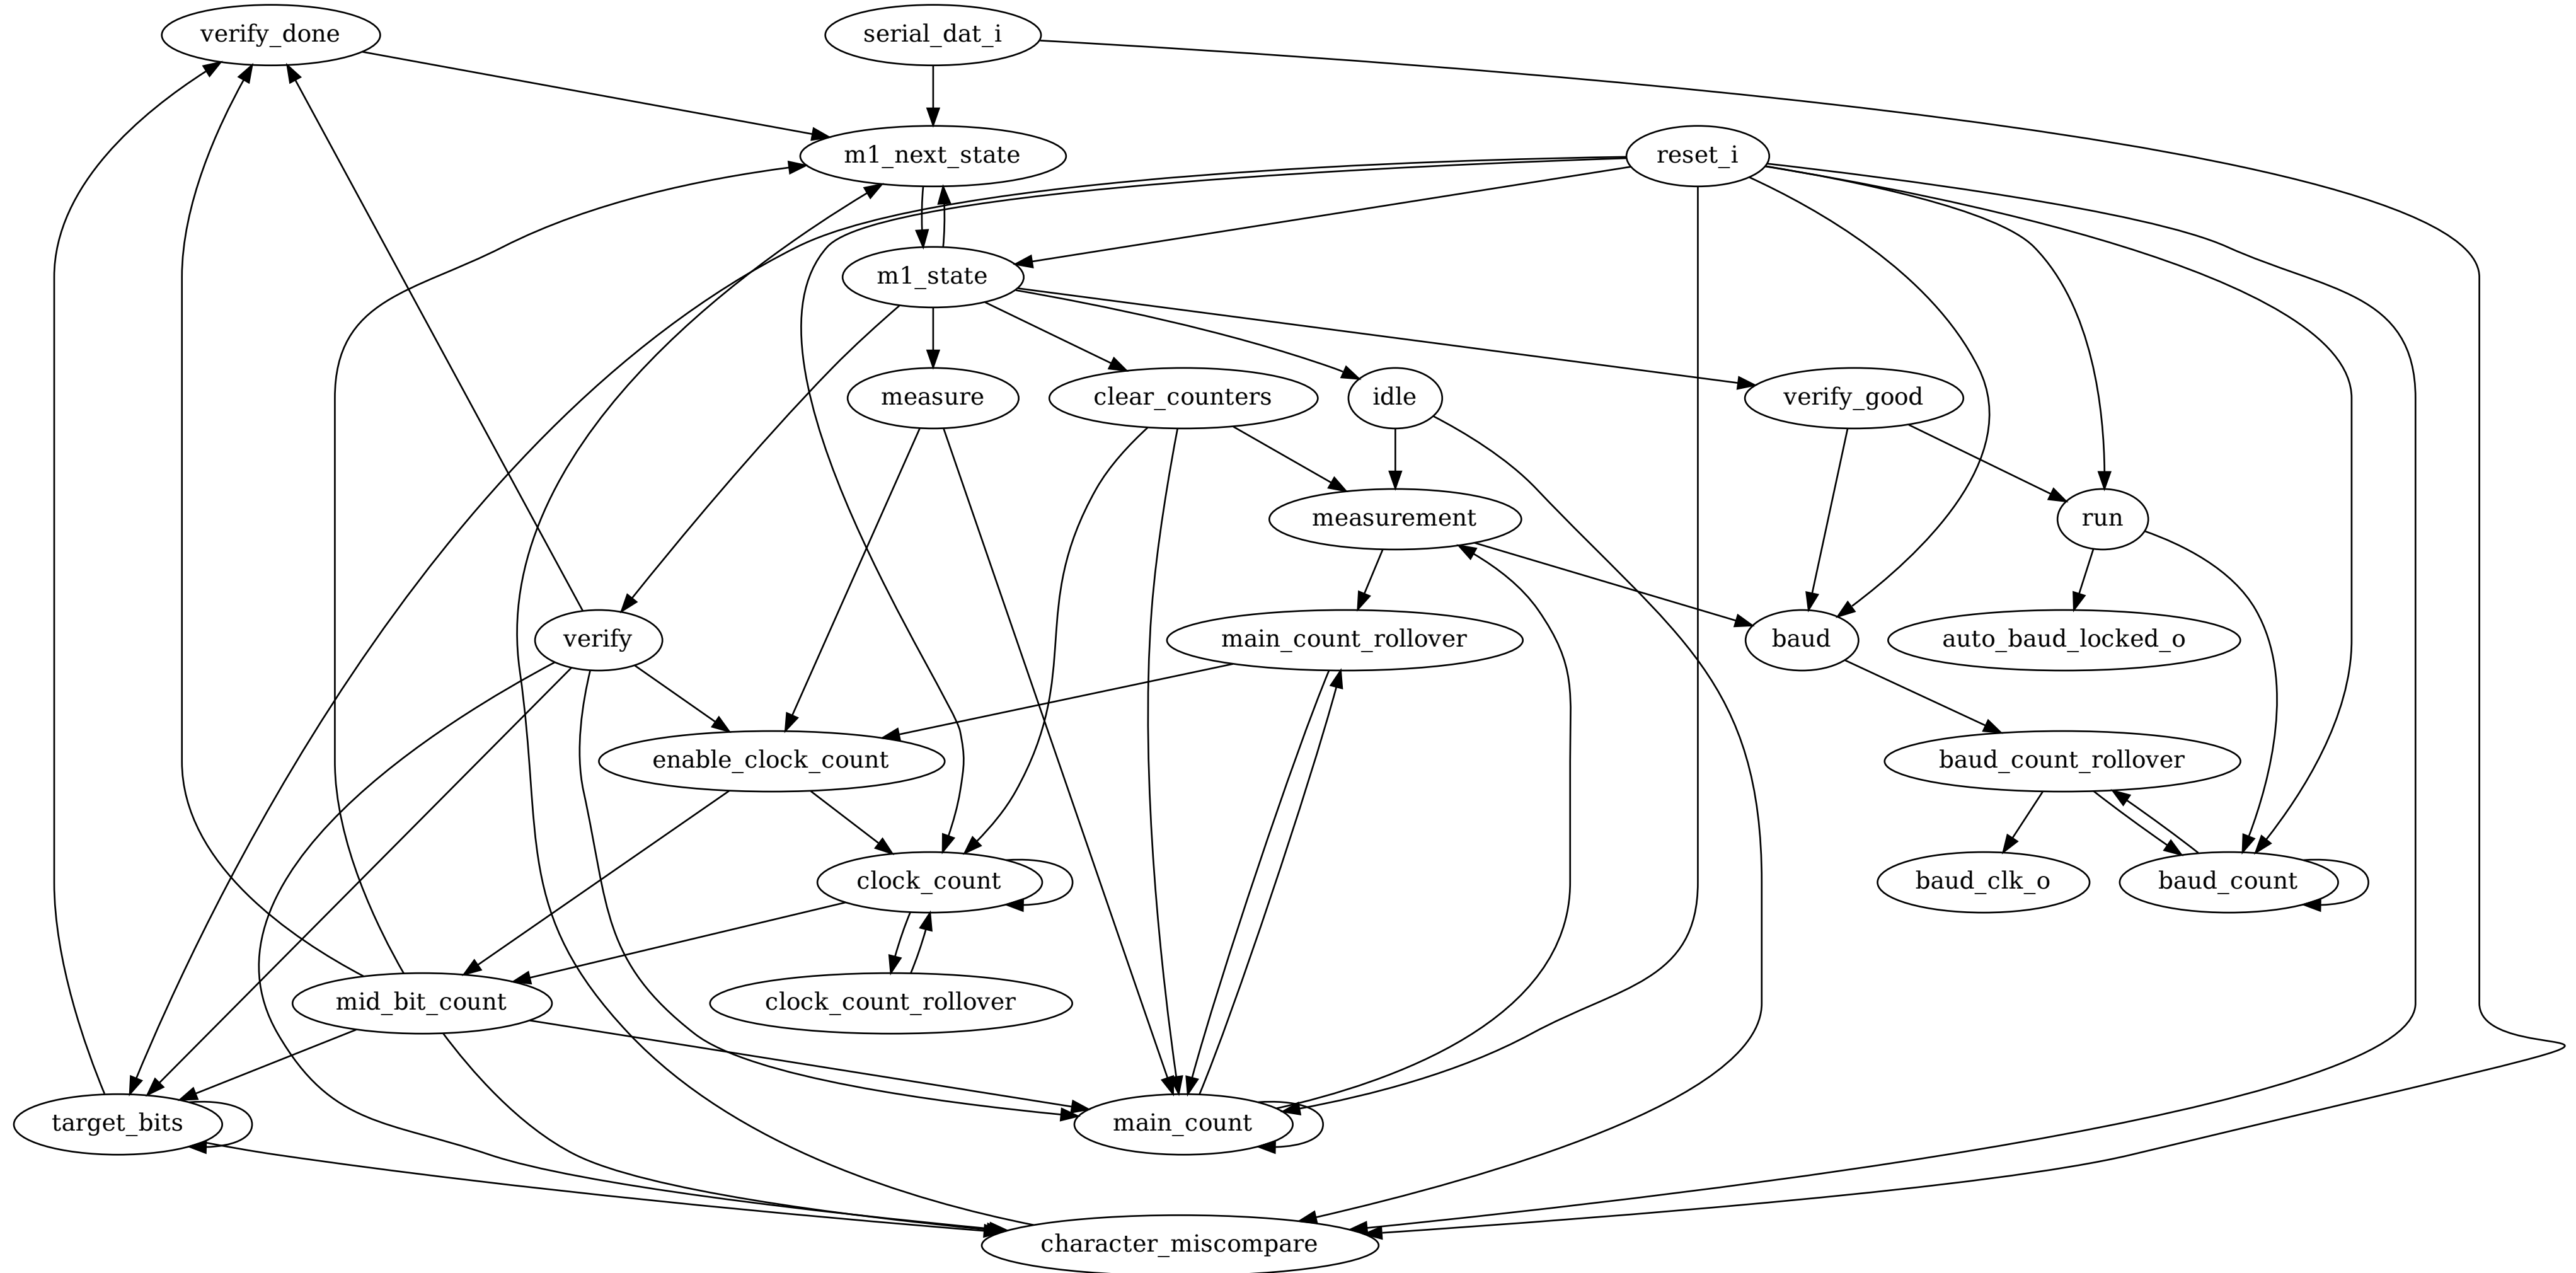 verify_done
serial_dat_i
m1_next_state
reset_i
m1_state
measure
clear_counters
idle
verify_good
measurement
run
verify
main_count_rollover
baud
auto_baud_locked_o
enable_clock_count
baud_count_rollover
clock_count
baud_clk_o
baud_count
mid_bit_count
clock_count_rollover
target_bits
main_count
character_miscompare